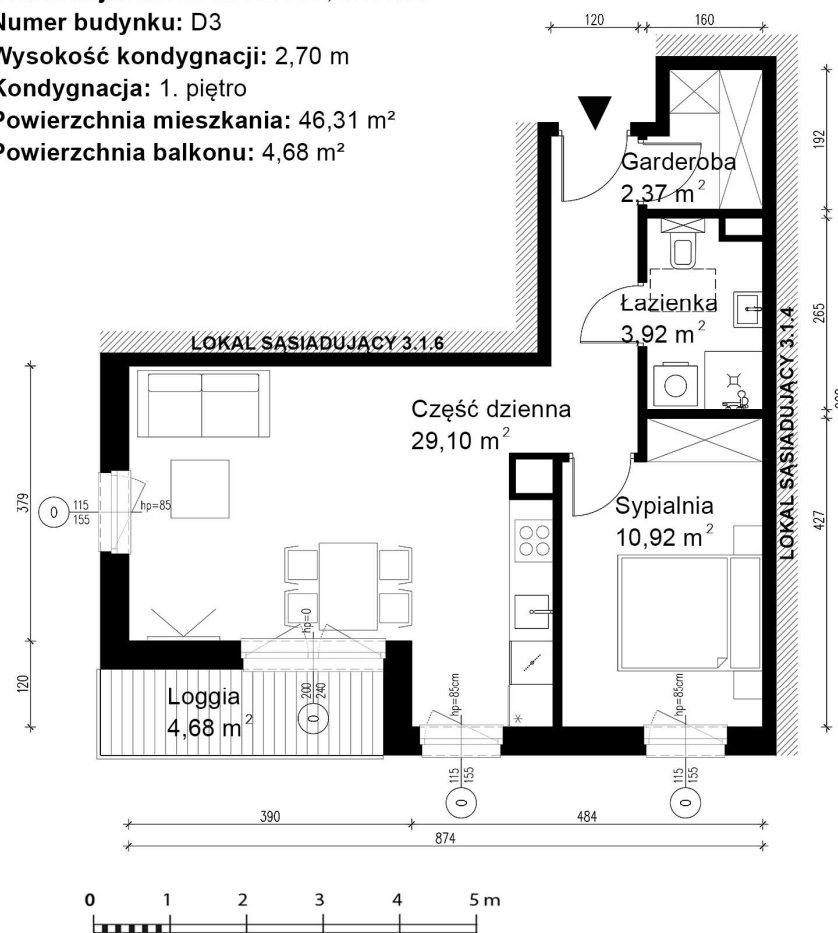 Numer budynku: D3
Wysokość kondygnacji: 2,70 m
Kondygnacja: 1. piętro
Powierzchnia mieszkania: 46,31 m²
Powierzchnia balkonu: 4,68 m²
120
160
192
Garderoba
2,37 m²
Łazienka
3,92 m²
265
LOKAL SĄSIADUJĄCY 3.1.6
LOKAL SĄSIADUJĄCY 3.1.4
Część dzienna
29,10 m²
379
0
115
155
hp=85
Sypialnia
10,92 m²
427
hp=0
120
Loggia
4,68 m²
200
240
0
hp=85cm
hp=85cm
*
115
155
0
115
155
0
390
484
874
0 1 2 3 4 5 m